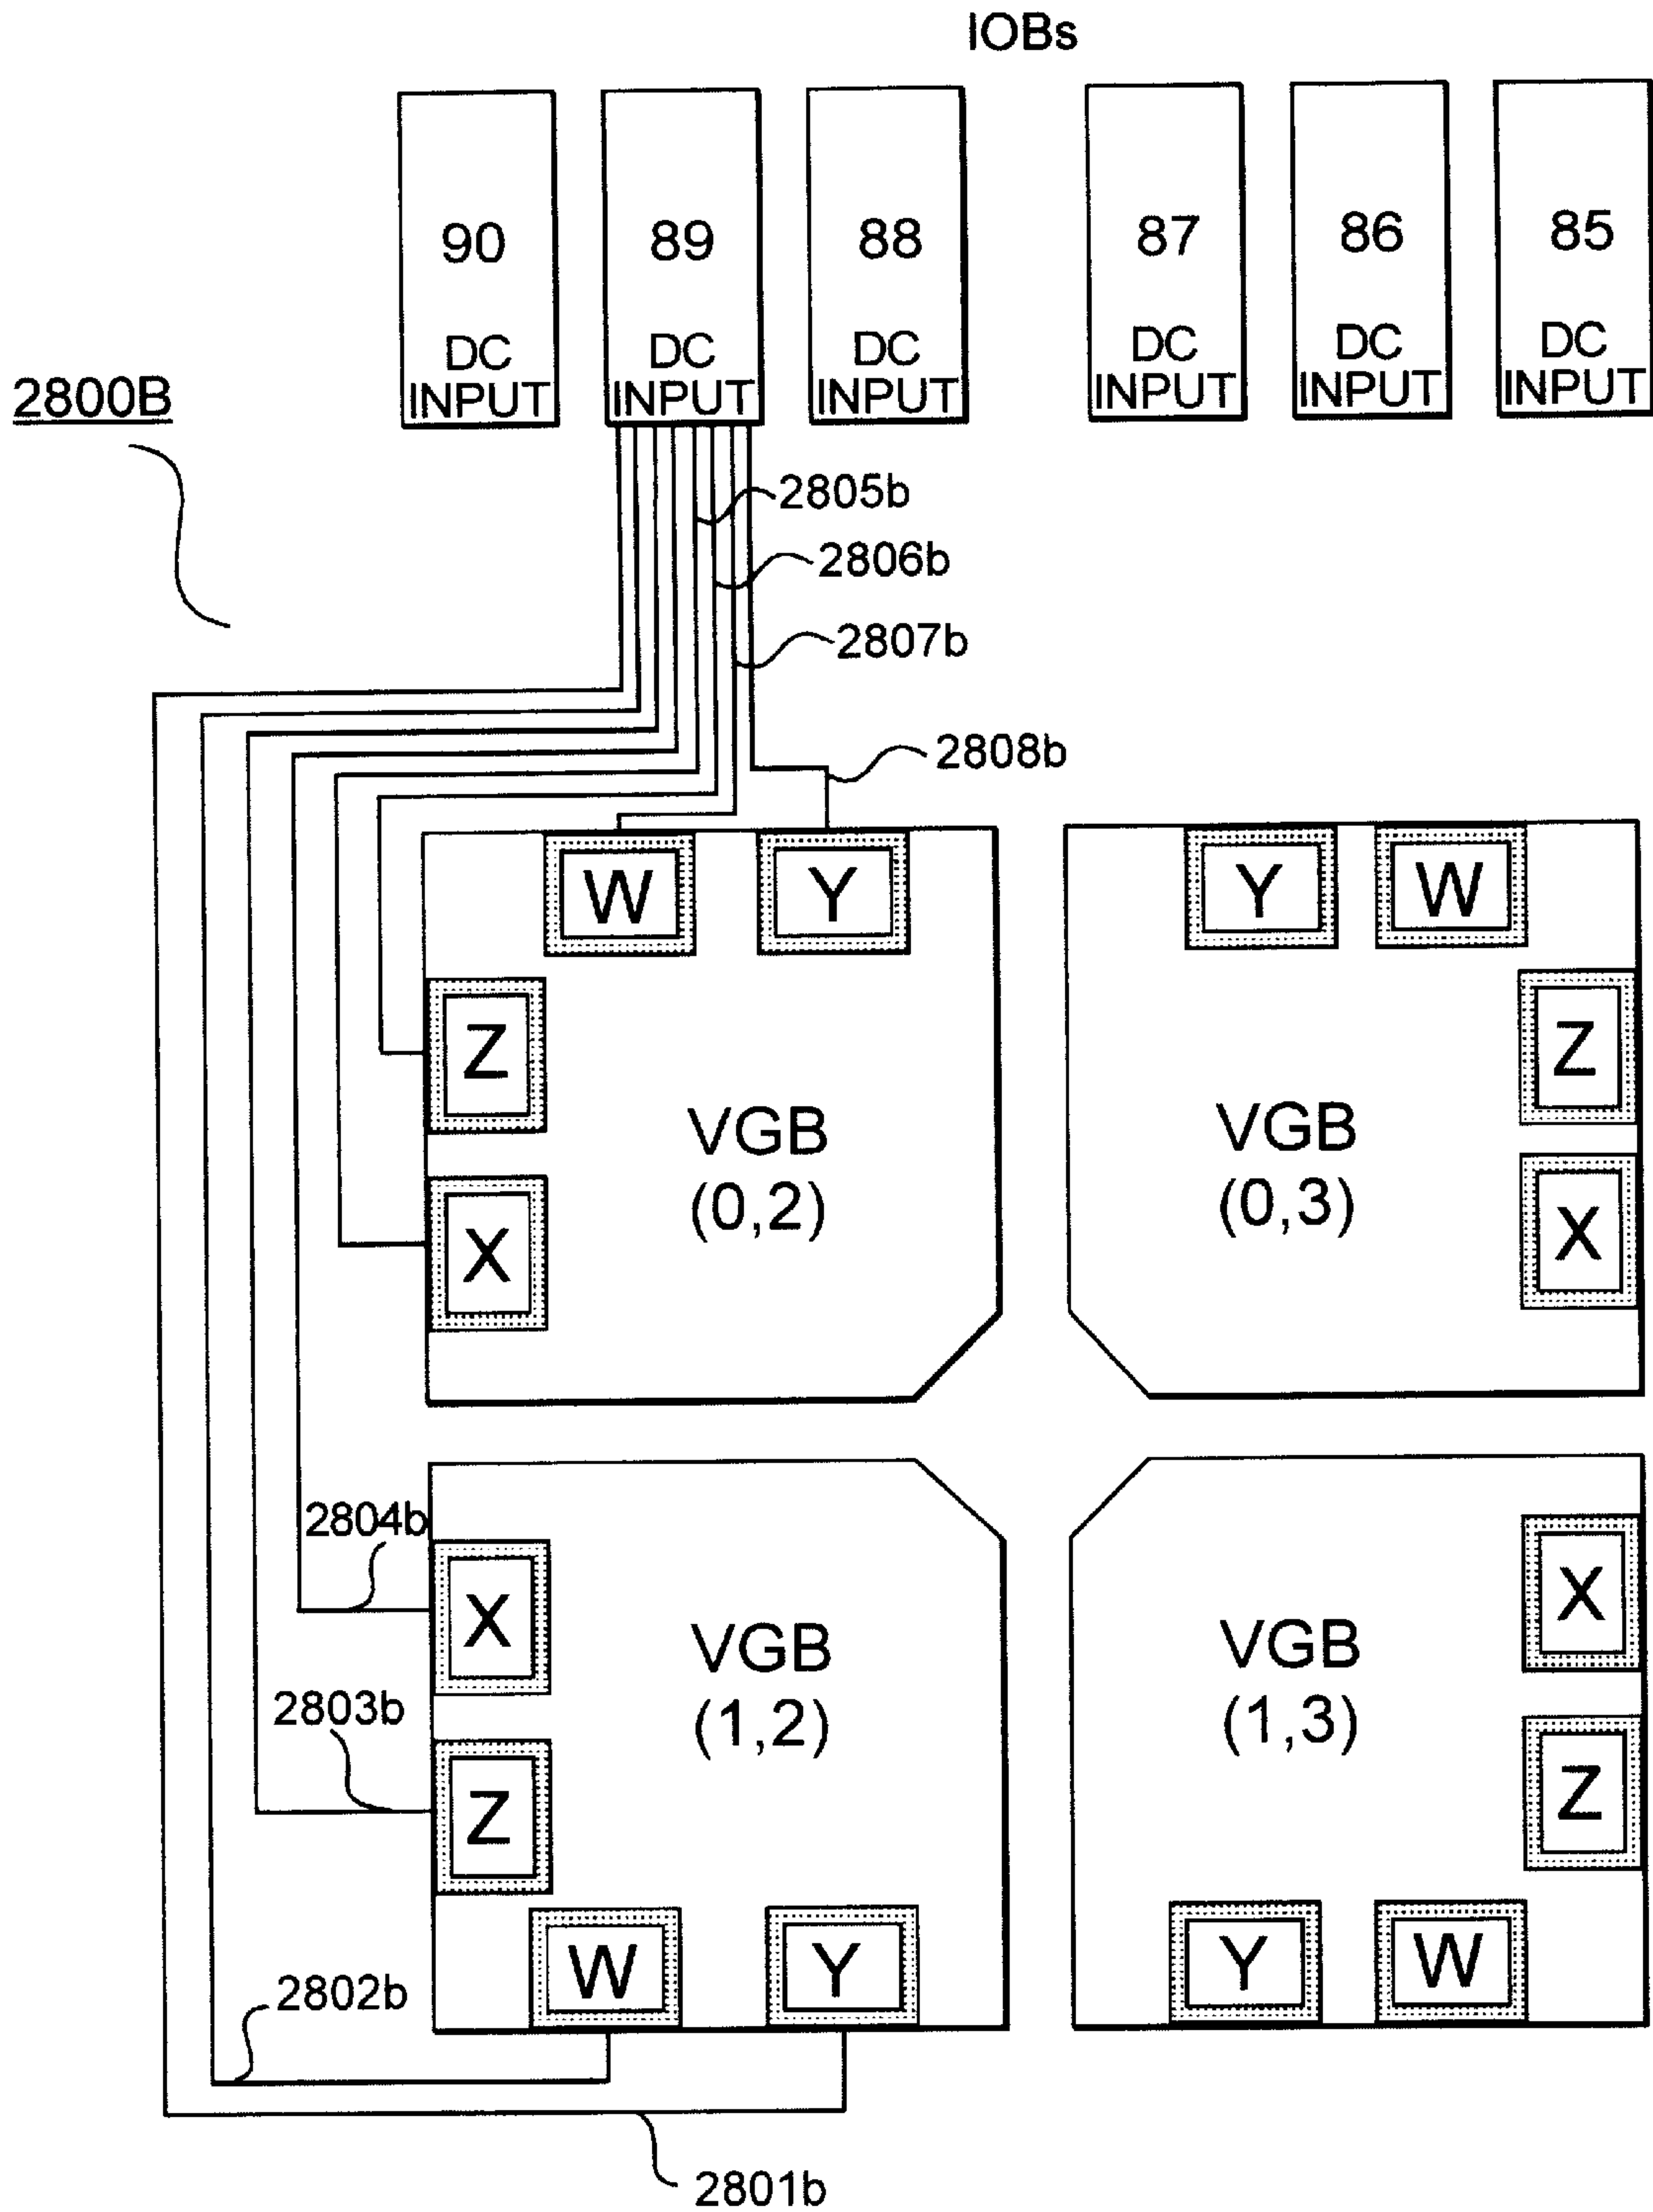 IOBs
90
DC
INPUT
89
DC
INPUT
88
DC
INPUT
87
DC
INPUT
86
DC
INPUT
85
DC
INPUT
2800B
2805b
2806b
2807b
2808b
W
Y
Z
X
VGB
(0,2)
Y
W
Z
X
VGB
(0,3)
2804b
X
2803b
Z
VGB
(1,2)
W
Y
2802b
2801b
X
Z
VGB
(1,3)
Y
W